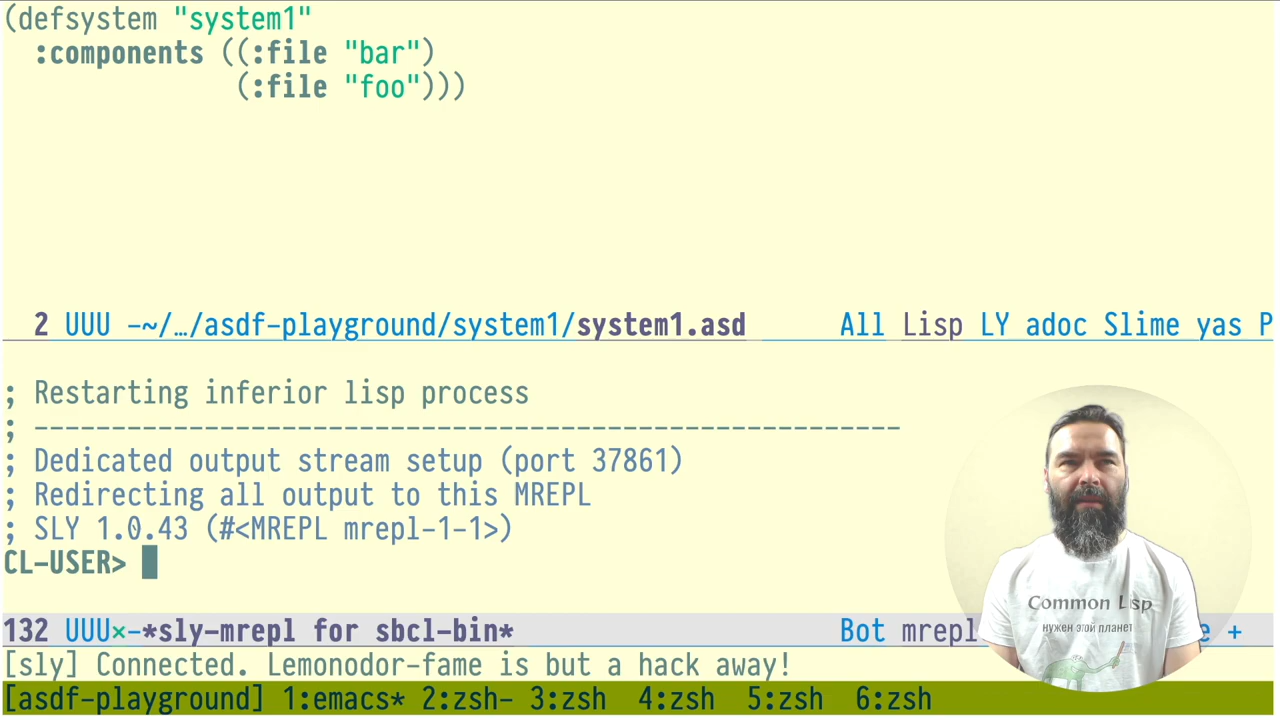 (defsystem "system1"
  :components ((:file "bar")
               (:file "foo")))
2 UUU -~/…/asdf-playground/system1/system1.asd All Lisp LY adoc Slime yas P
; Restarting inferior lisp process
; --------------------------------------------------------
; Dedicated output stream setup (port 37861)
; Redirecting all output to this MREPL
; SLY 1.0.43 (#<MREPL mrepl-1-1>)
CL-USER>
132 UUU×-*sly-mrepl for sbcl-bin* Bot mrepl e +
[sly] Connected. Lemonodor-fame is but a hack away!
[asdf-playground] 1:emacs* 2:zsh- 3:zsh 4:zsh 5:zsh 6:zsh
Common Lisp
нужен этой планет